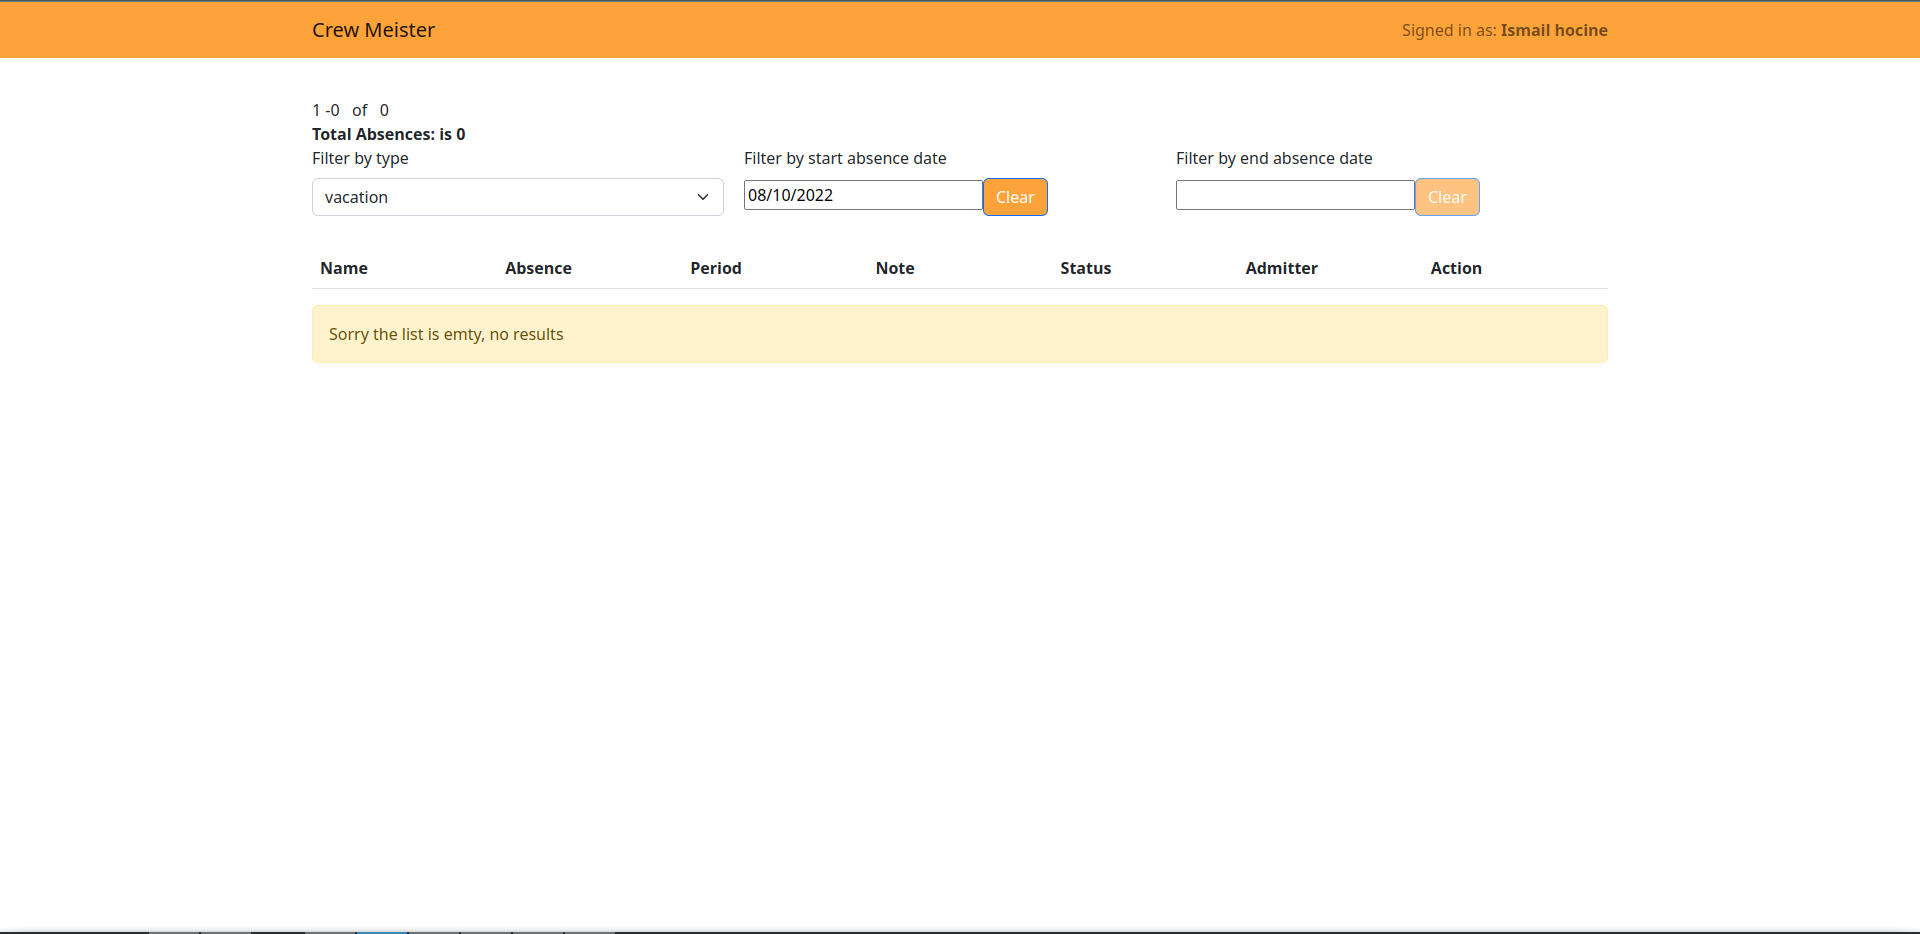 Crew Meister
Signed in as: Ismail hocine
1 -0 of 0
Total Absences: is 0
Filter by type
Filter by start absence date
Filter by end absence date
vacation
08/10/2022
Clear
Clear
Name Absence Period Note Status Admitter Action
Sorry the list is emty, no results